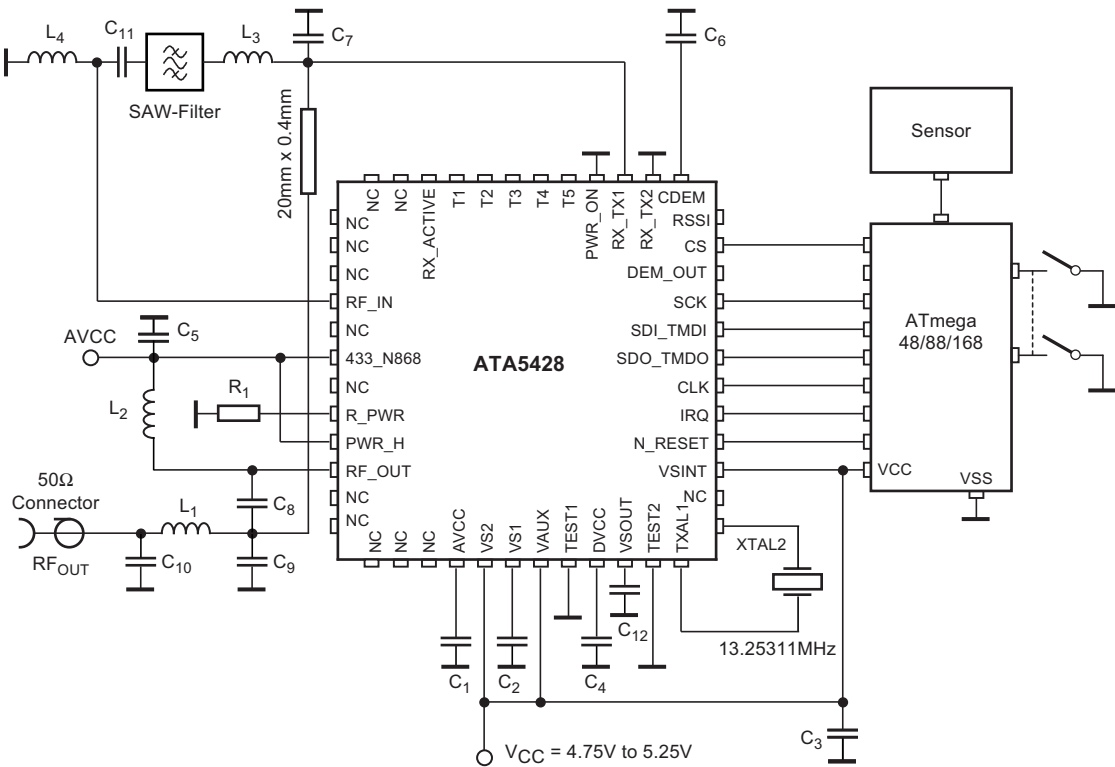 L4
C11
L3
C7
C6
SAW-Filter
20mm x 0.4mm
Sensor
NC
NC
RX_ACTIVE
T1
T2
T3
T4
T5
PWR_ON
RX_TX1
RX_TX2
CDEM
NC
NC
NC
RF_IN
NC
433_N868
NC
R_PWR
PWR_H
RF_OUT
NC
NC
ATA5428
RSSI
CS
DEM_OUT
SCK
SDI_TMDI
SDO_TMDO
CLK
IRQ
N_RESET
VSINT
NC
XTAL2
NC
NC
NC
AVCC
VS2
VS1
VAUX
TEST1
DVCC
VSOUT
TEST2
TXAL1
ATmega
48/88/168
VCC
VSS
AVCC
C5
L2
R1
50Ω
Connector
RFOUT
L1
C8
C10
C9
C1
C2
C4
C12
13.25311MHz
C3
VCC = 4.75V to 5.25V